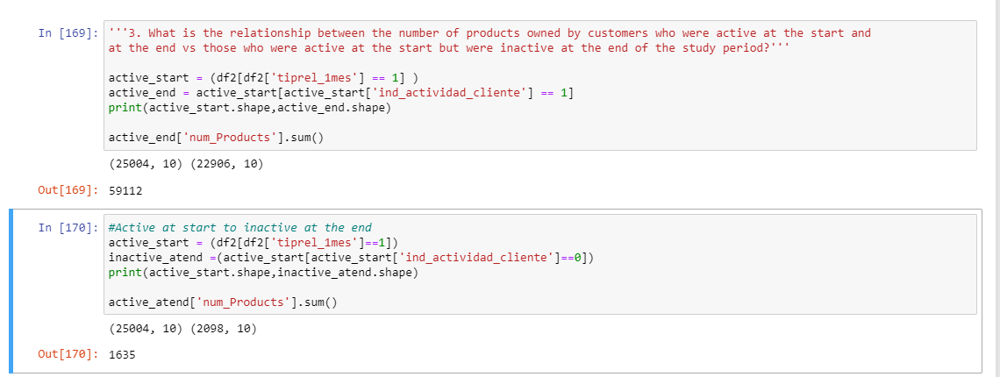 In [169]: '''3. What is the relationship between the number of products owned by customers who were active at the start and
at the end vs those who were active at the start but were inactive at the end of the study period?'''
active_start = (df2[df2['tiprel_1mes'] == 1] )
active_end = active_start[active_start['ind_actividad_cliente'] == 1]
print(active_start.shape,active_end.shape)
active_end['num_Products'].sum()
(25004, 10) (22906, 10)
Out[169]: 59112
In [170]: #Active at start to inactive at the end
active_start = (df2[df2['tiprel_1mes']==1])
inactive_atend =(active_start[active_start['ind_actividad_cliente']==0])
print(active_start.shape,inactive_atend.shape)
active_atend['num_Products'].sum()
(25004, 10) (2098, 10)
Out[170]: 1635